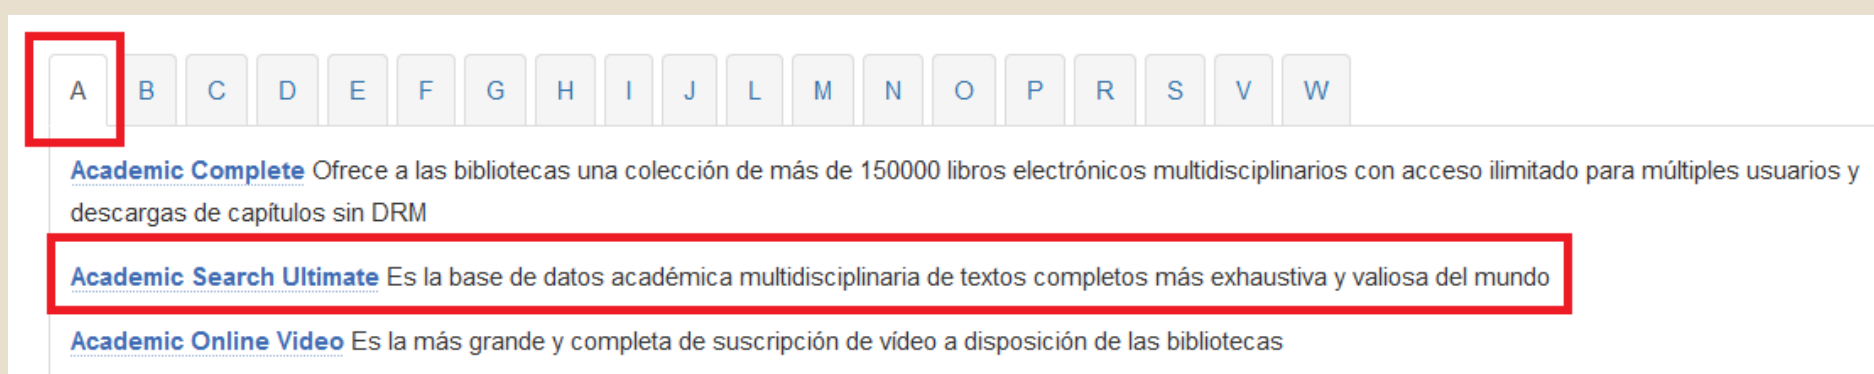 A B C D E F G H I J L M N O P R S V W
Academic Complete Ofrece a las bibliotecas una colección de más de 150000 libros electrónicos multidisciplinarios con acceso ilimitado para múltiples usuarios y
descargas de capítulos sin DRM
Academic Search Ultimate Es la base de datos académica multidisciplinaria de textos completos más exhaustiva y valiosa del mundo
Academic Online Video Es la más grande y completa de suscripción de vídeo a disposición de las bibliotecas